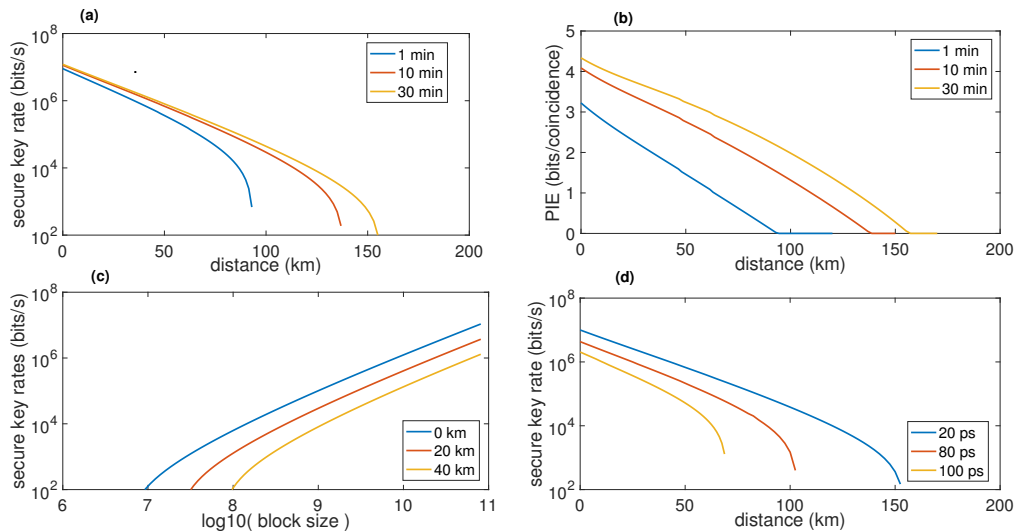 (a)
secure key rate (bits/s)
10^8
10^6
10^4
10^2
0
50
100
150
200
distance (km)
1 min
10 min
30 min
(b)
PIE (bits/coincidence)
5
4
3
2
1
0
0
50
100
150
200
distance (km)
1 min
10 min
30 min
(c)
secure key rates (bits/s)
10^8
10^6
10^4
10^2
6
7
8
9
10
11
log10( block size )
0 km
20 km
40 km
(d)
secure key rate (bits/s)
10^8
10^6
10^4
10^2
0
50
100
150
200
distance (km)
20 ps
80 ps
100 ps